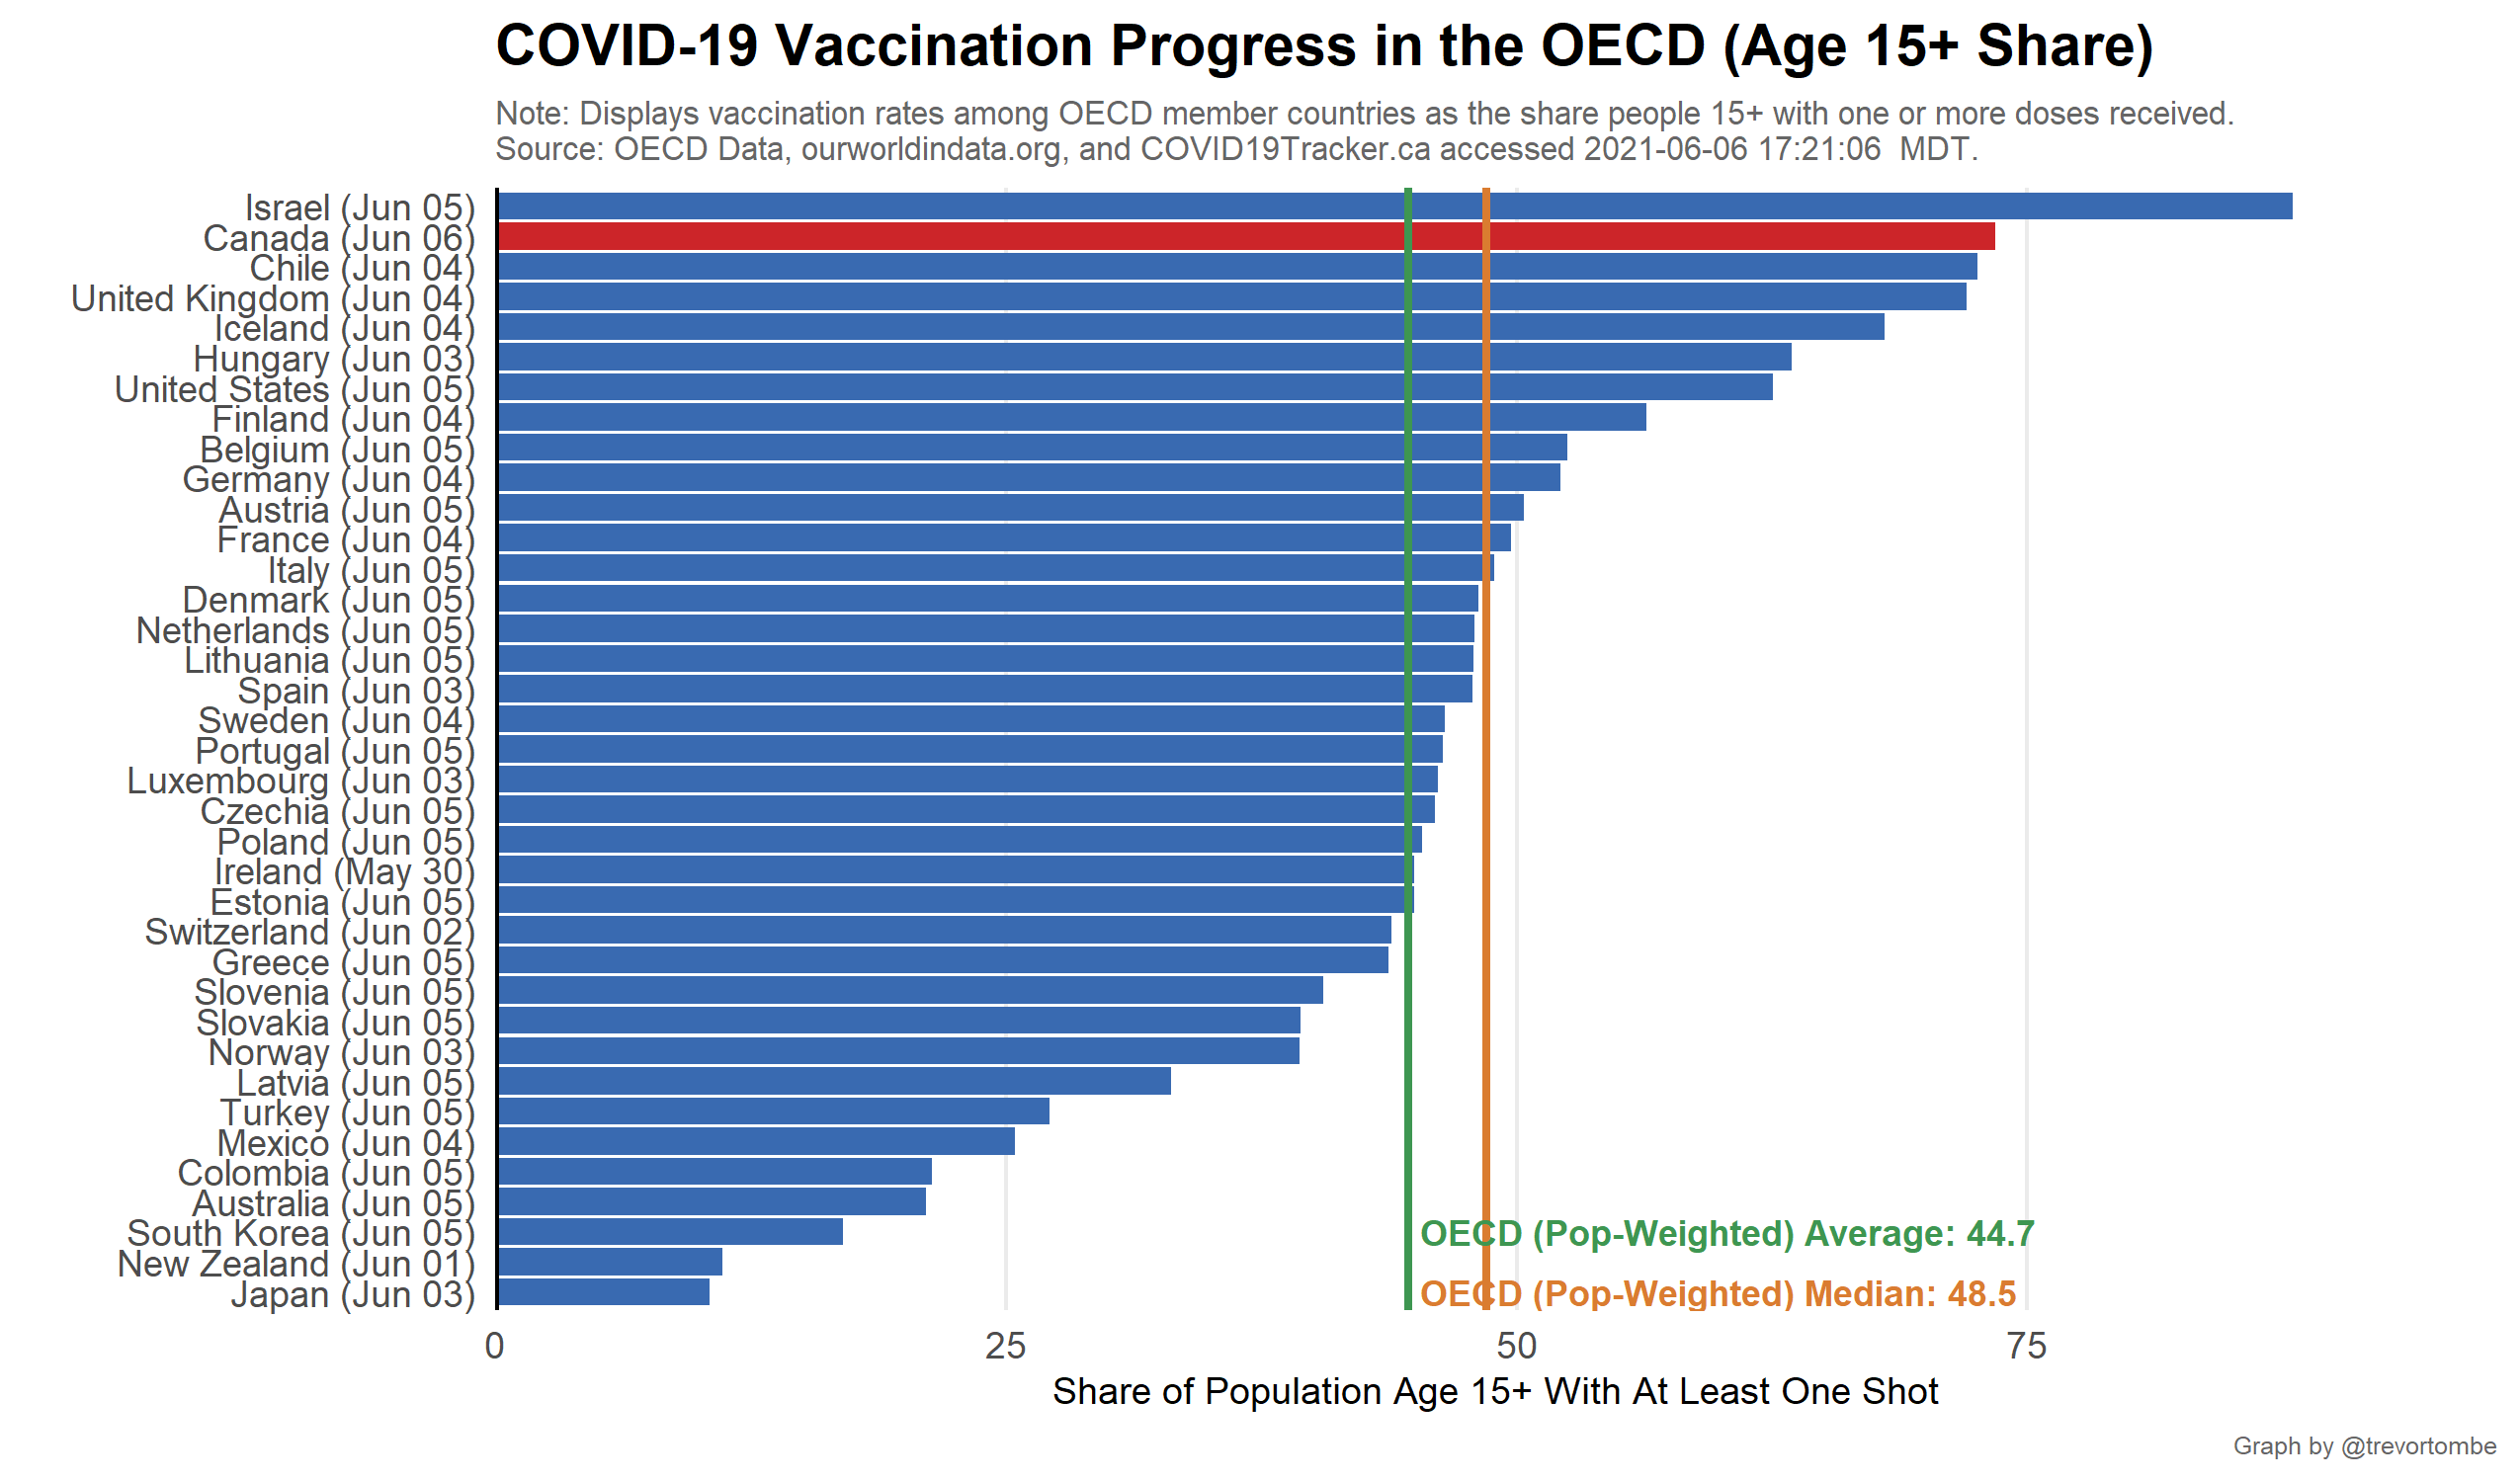 COVID-19 Vaccination Progress in the OECD (Age 15+ Share)
Note: Displays vaccination rates among OECD member countries as the share people 15+ with one or more doses received.
Source: OECD Data, ourworldindata.org, and COVID19Tracker.ca accessed 2021-06-06 17:21:06  MDT.
Israel (Jun 05)
Canada (Jun 06)
Chile (Jun 04)
United Kingdom (Jun 04)
Iceland (Jun 04)
Hungary (Jun 03)
United States (Jun 05)
Finland (Jun 04)
Belgium (Jun 05)
Germany (Jun 04)
Austria (Jun 05)
France (Jun 04)
Italy (Jun 05)
Denmark (Jun 05)
Netherlands (Jun 05)
Lithuania (Jun 05)
Spain (Jun 03)
Sweden (Jun 04)
Portugal (Jun 05)
Luxembourg (Jun 03)
Czechia (Jun 05)
Poland (Jun 05)
Ireland (May 30)
Estonia (Jun 05)
Switzerland (Jun 02)
Greece (Jun 05)
Slovenia (Jun 05)
Slovakia (Jun 05)
Norway (Jun 03)
Latvia (Jun 05)
Turkey (Jun 05)
Mexico (Jun 04)
Colombia (Jun 05)
Australia (Jun 05)
South Korea (Jun 05)
New Zealand (Jun 01)
Japan (Jun 03)
OECD (Pop-Weighted) Average: 44.7
OECD (Pop-Weighted) Median: 48.5
0 25 50 75
Share of Population Age 15+ With At Least One Shot
Graph by @trevortombe